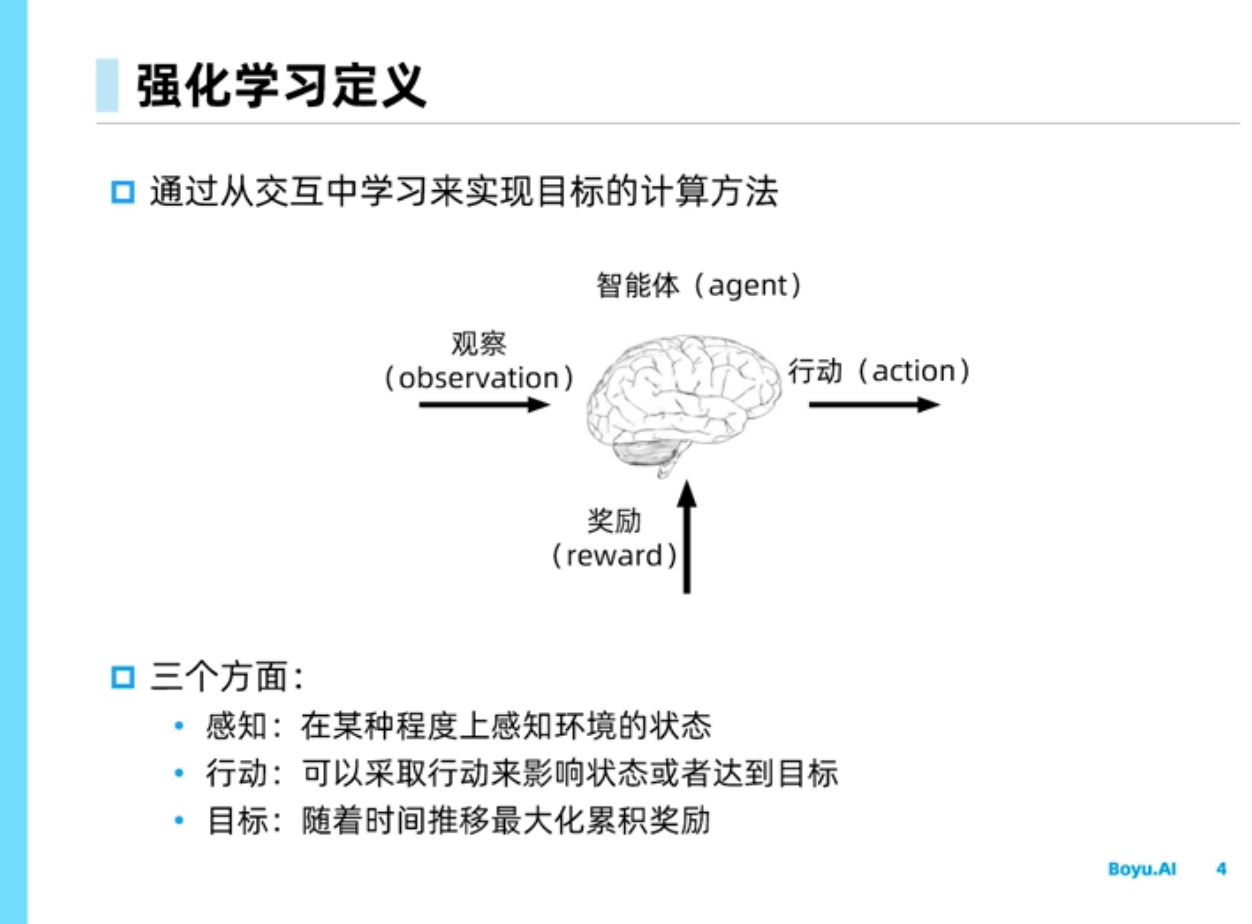 强化学习定义
通过从交互中学习来实现目标的计算方法
智能体（agent）
观察
（observation）
行动（action）
奖励
（reward）
三个方面：
• 感知：在某种程度上感知环境的状态
• 行动：可以采取行动来影响状态或者达到目标
• 目标：随着时间推移最大化累积奖励
Boyu.AI 4